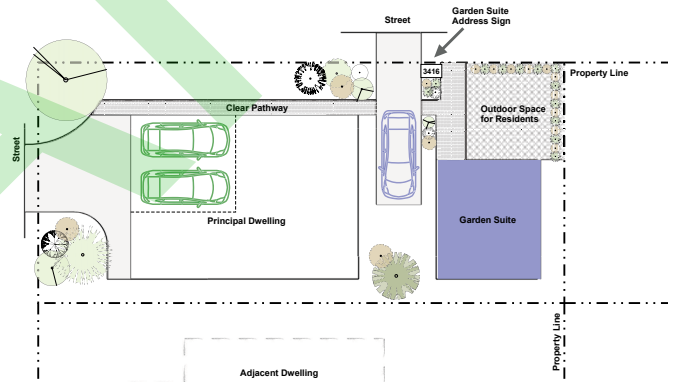 Garden Suite
Address Sign
Street
3416
Property Line
Clear Pathway
Outdoor Space
for Residents
Street
Principal Dwelling
Garden Suite
Property Line
Adjacent Dwelling